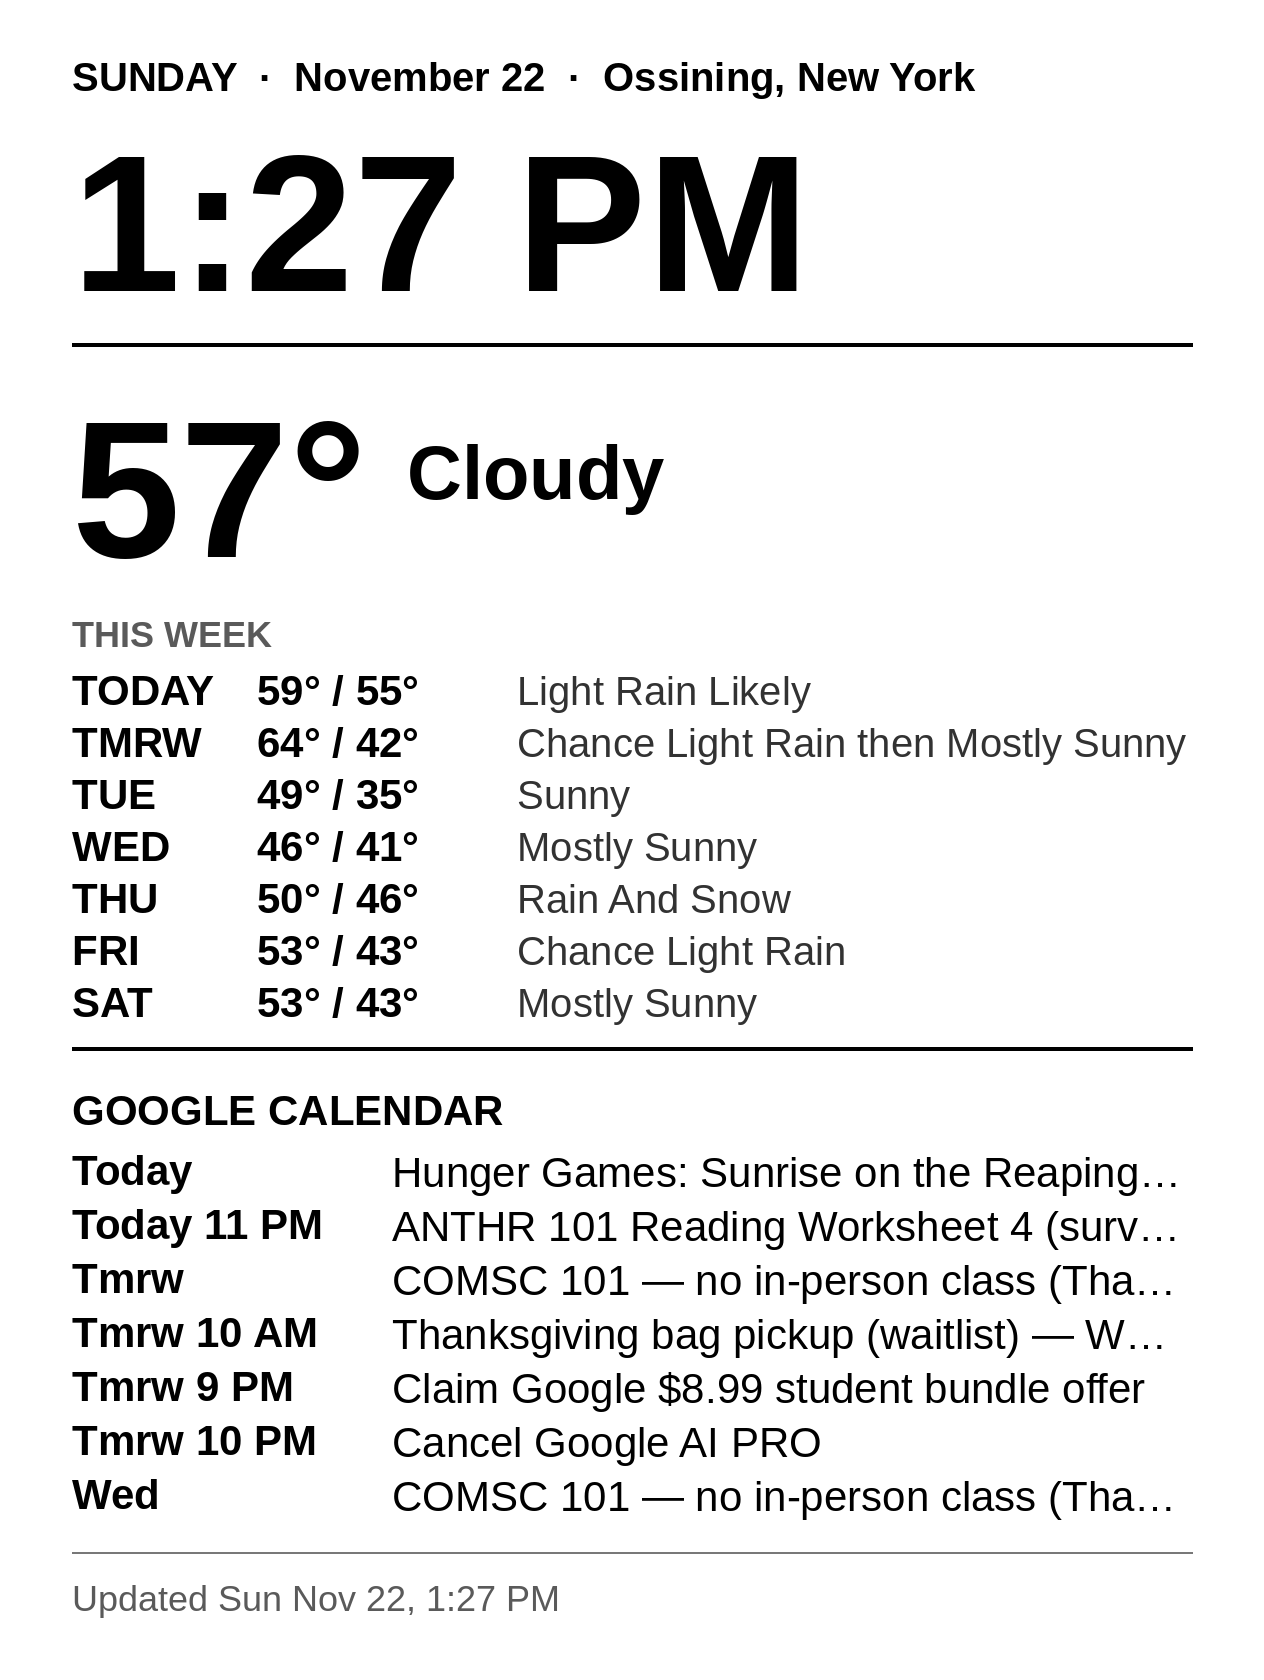 SUNDAY · November 22 · Ossining, New York
1:27 PM
57° Cloudy
THIS WEEK
TODAY 59° / 55° Light Rain Likely
TMRW 64° / 42° Chance Light Rain then Mostly Sunny
TUE 49° / 35° Sunny
WED 46° / 41° Mostly Sunny
THU 50° / 46° Rain And Snow
FRI 53° / 43° Chance Light Rain
SAT 53° / 43° Mostly Sunny
GOOGLE CALENDAR
Today Hunger Games: Sunrise on the Reaping…
Today 11 PM ANTHR 101 Reading Worksheet 4 (surv…
Tmrw COMSC 101 — no in-person class (Tha…
Tmrw 10 AM Thanksgiving bag pickup (waitlist) — W…
Tmrw 9 PM Claim Google $8.99 student bundle offer
Tmrw 10 PM Cancel Google AI PRO
Wed COMSC 101 — no in-person class (Tha…
Updated Sun Nov 22, 1:27 PM